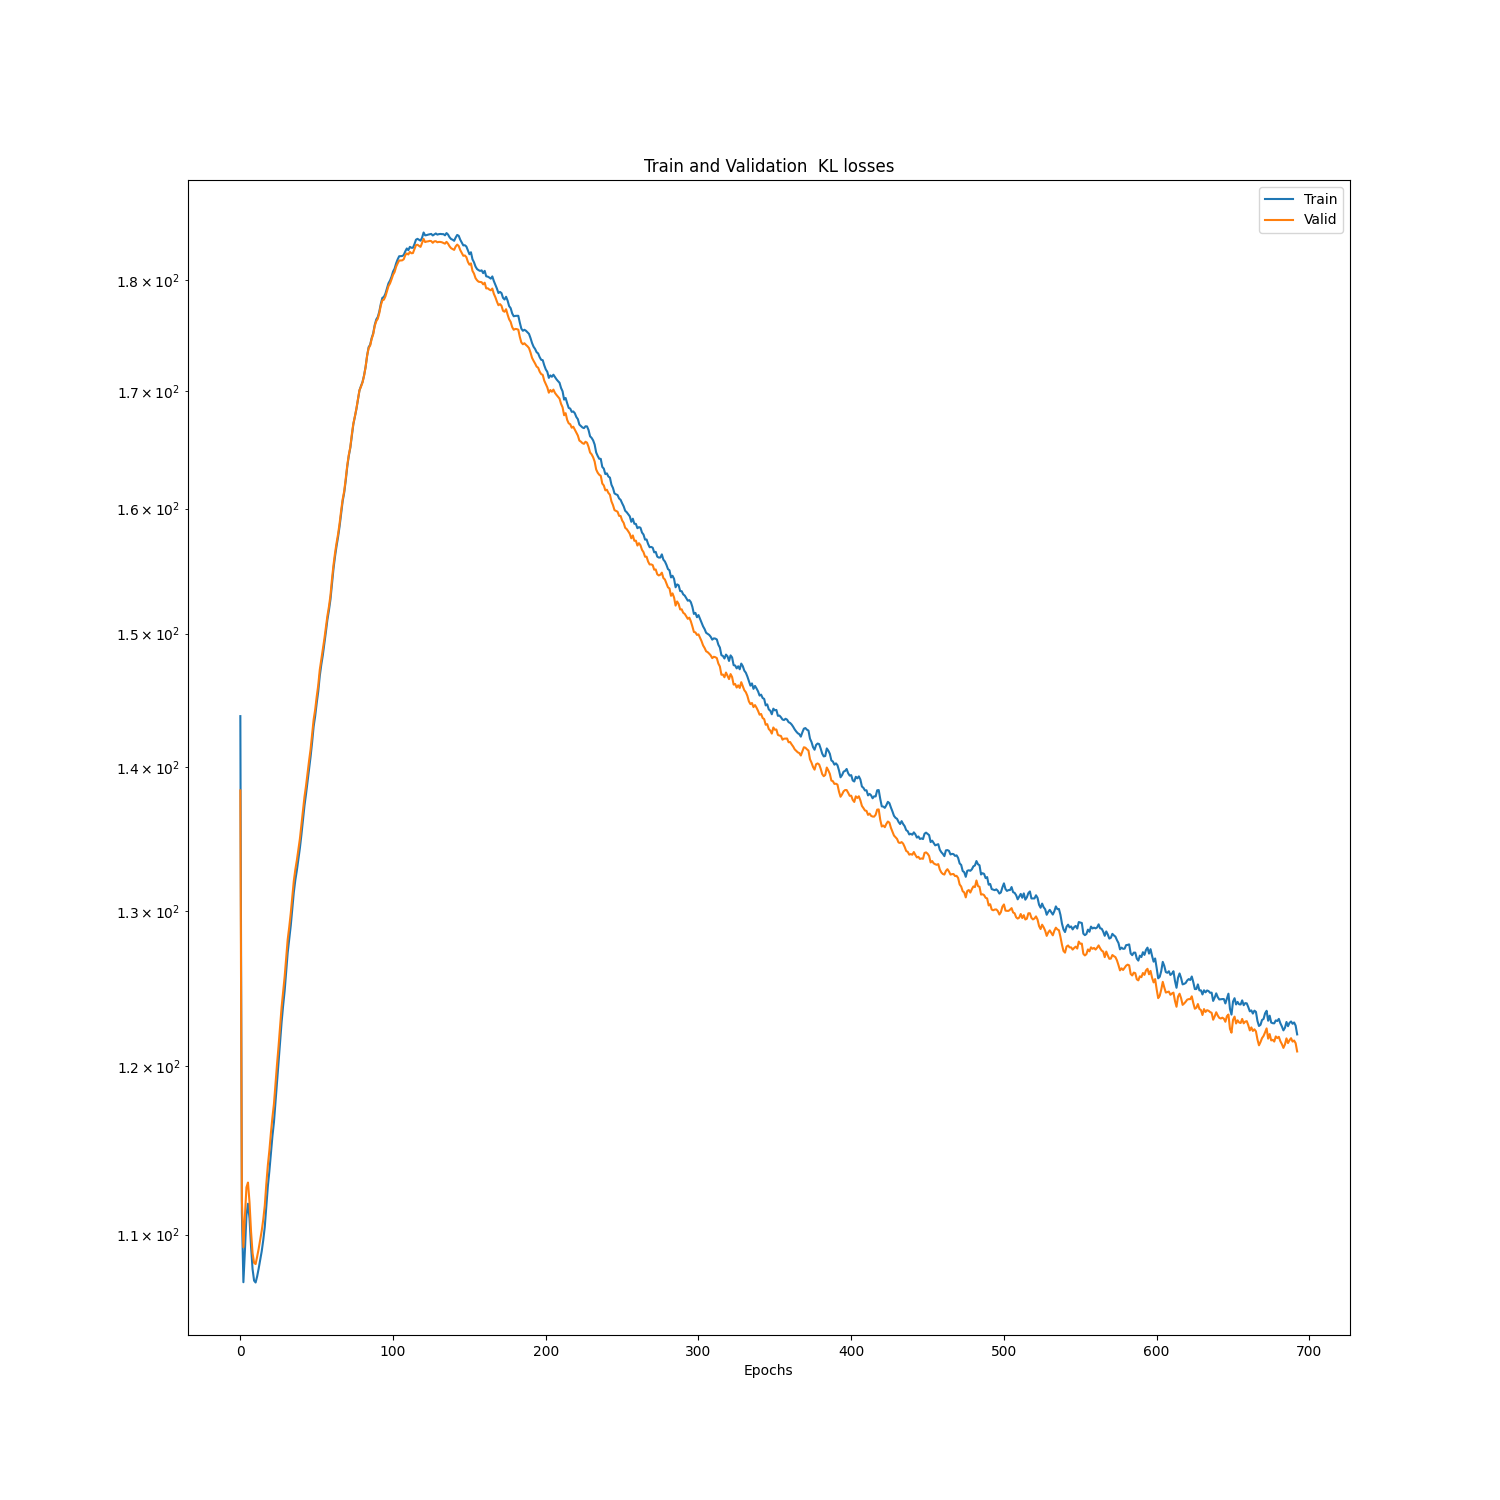 Train and Validation  KL losses
Train
Valid
1.8 × 10²
1.7 × 10²
1.6 × 10²
1.5 × 10²
1.4 × 10²
1.3 × 10²
1.2 × 10²
1.1 × 10²
0 100 200 300 400 500 600 700
Epochs